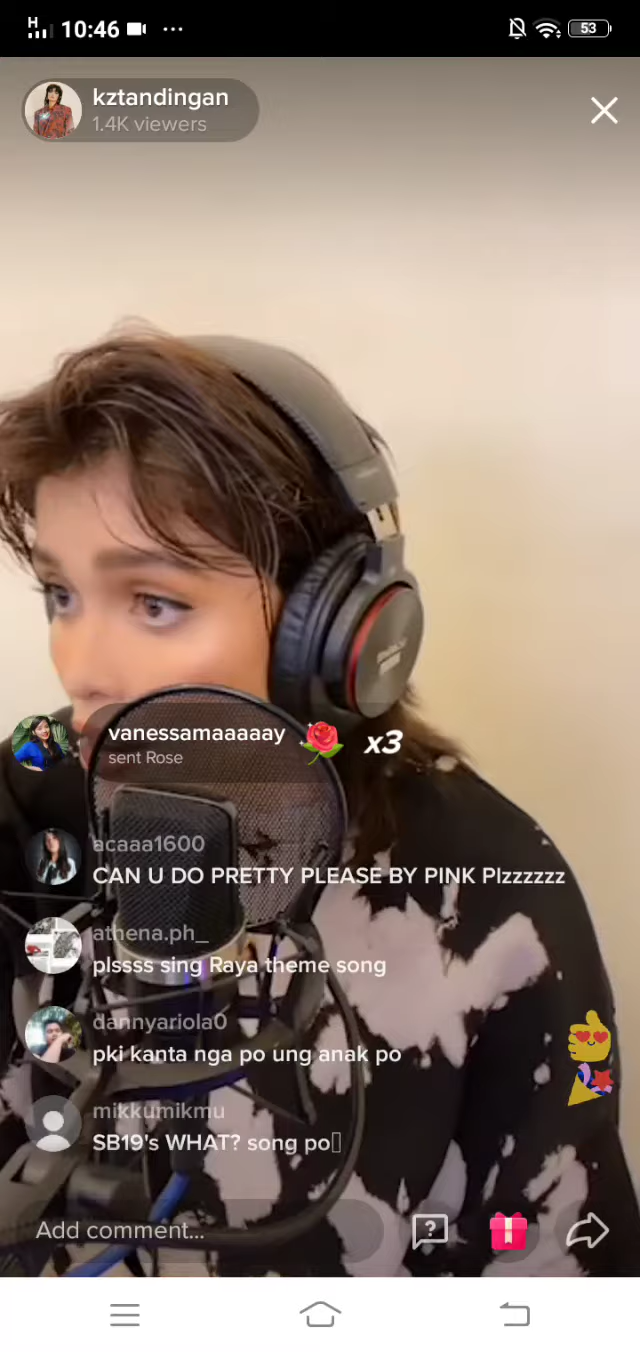 H
10:46
53
kztandingan
1.4K viewers
vanessamaaaaay
sent Rose
x3
acaaa1600
CAN U DO PRETTY PLEASE BY PINK Plzzzzzz
athena.ph_
plssss sing Raya theme song
dannyariola0
pki kanta nga po ung anak po
mikkumikmu
SB19's WHAT? song po
Add comment...